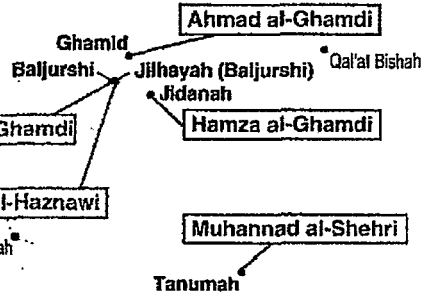 Ahmad al-Ghamdi
Ghamid
Qal'at Bishah
Baljurshi
Jilhayah (Baljurshi)
Jidanah
Ghamdi
Hamza al-Ghamdi
l-Haznawi
Muhannad al-Shehri
ah
Tanumah